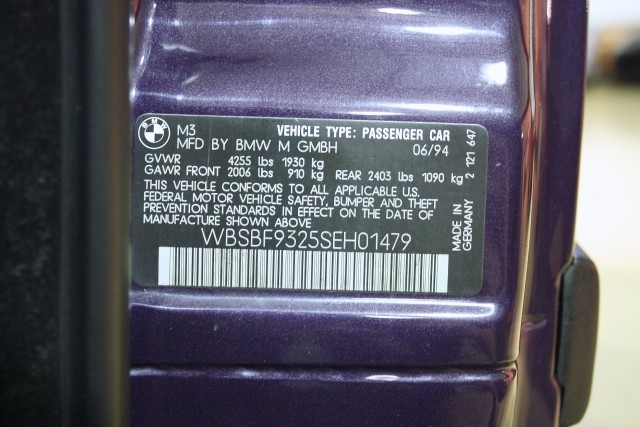 BMW
M3 VEHICLE TYPE: PASSENGER CAR
MFD BY BMW M GMBH 06/94
GVWR 4255 lbs 1930 kg
GAWR FRONT 2006 lbs 910 kg REAR 2403 lbs 1090 kg
THIS VEHICLE CONFORMS TO ALL APPLICABLE U.S.
FEDERAL MOTOR VEHICLE SAFETY, BUMPER AND THEFT
PREVENTION STANDARDS IN EFFECT ON THE DATE OF
MANUFACTURE SHOWN ABOVE
WBSBF9325SEH01479
MADE IN
GERMANY
2 121 647